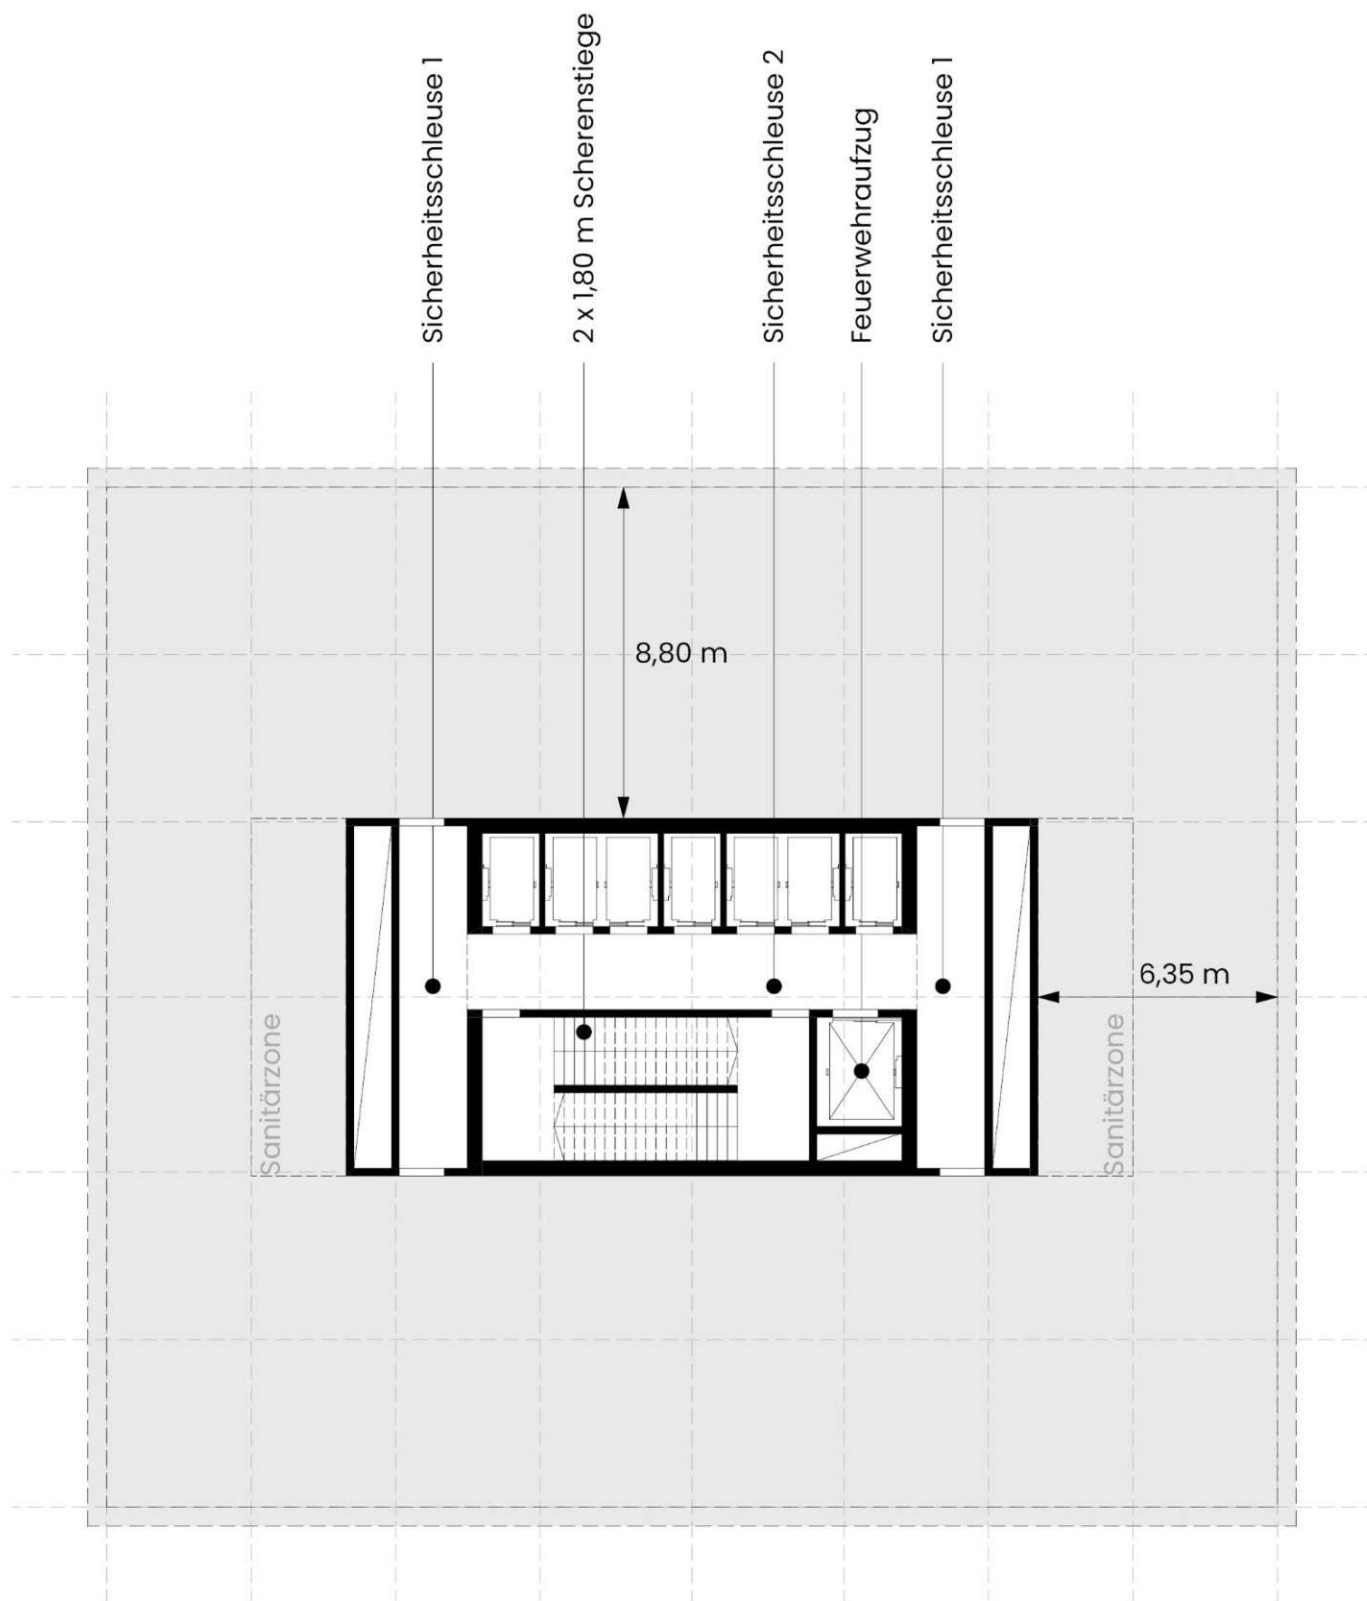 Sicherheitsschleuse 1
2 x 1,80 m Scherenstiege
Sicherheitsschleuse 2
Feuerwehraufzug
Sicherheitsschleuse 1
8,80 m
6,35 m
Sanitärzone
Sanitärzone